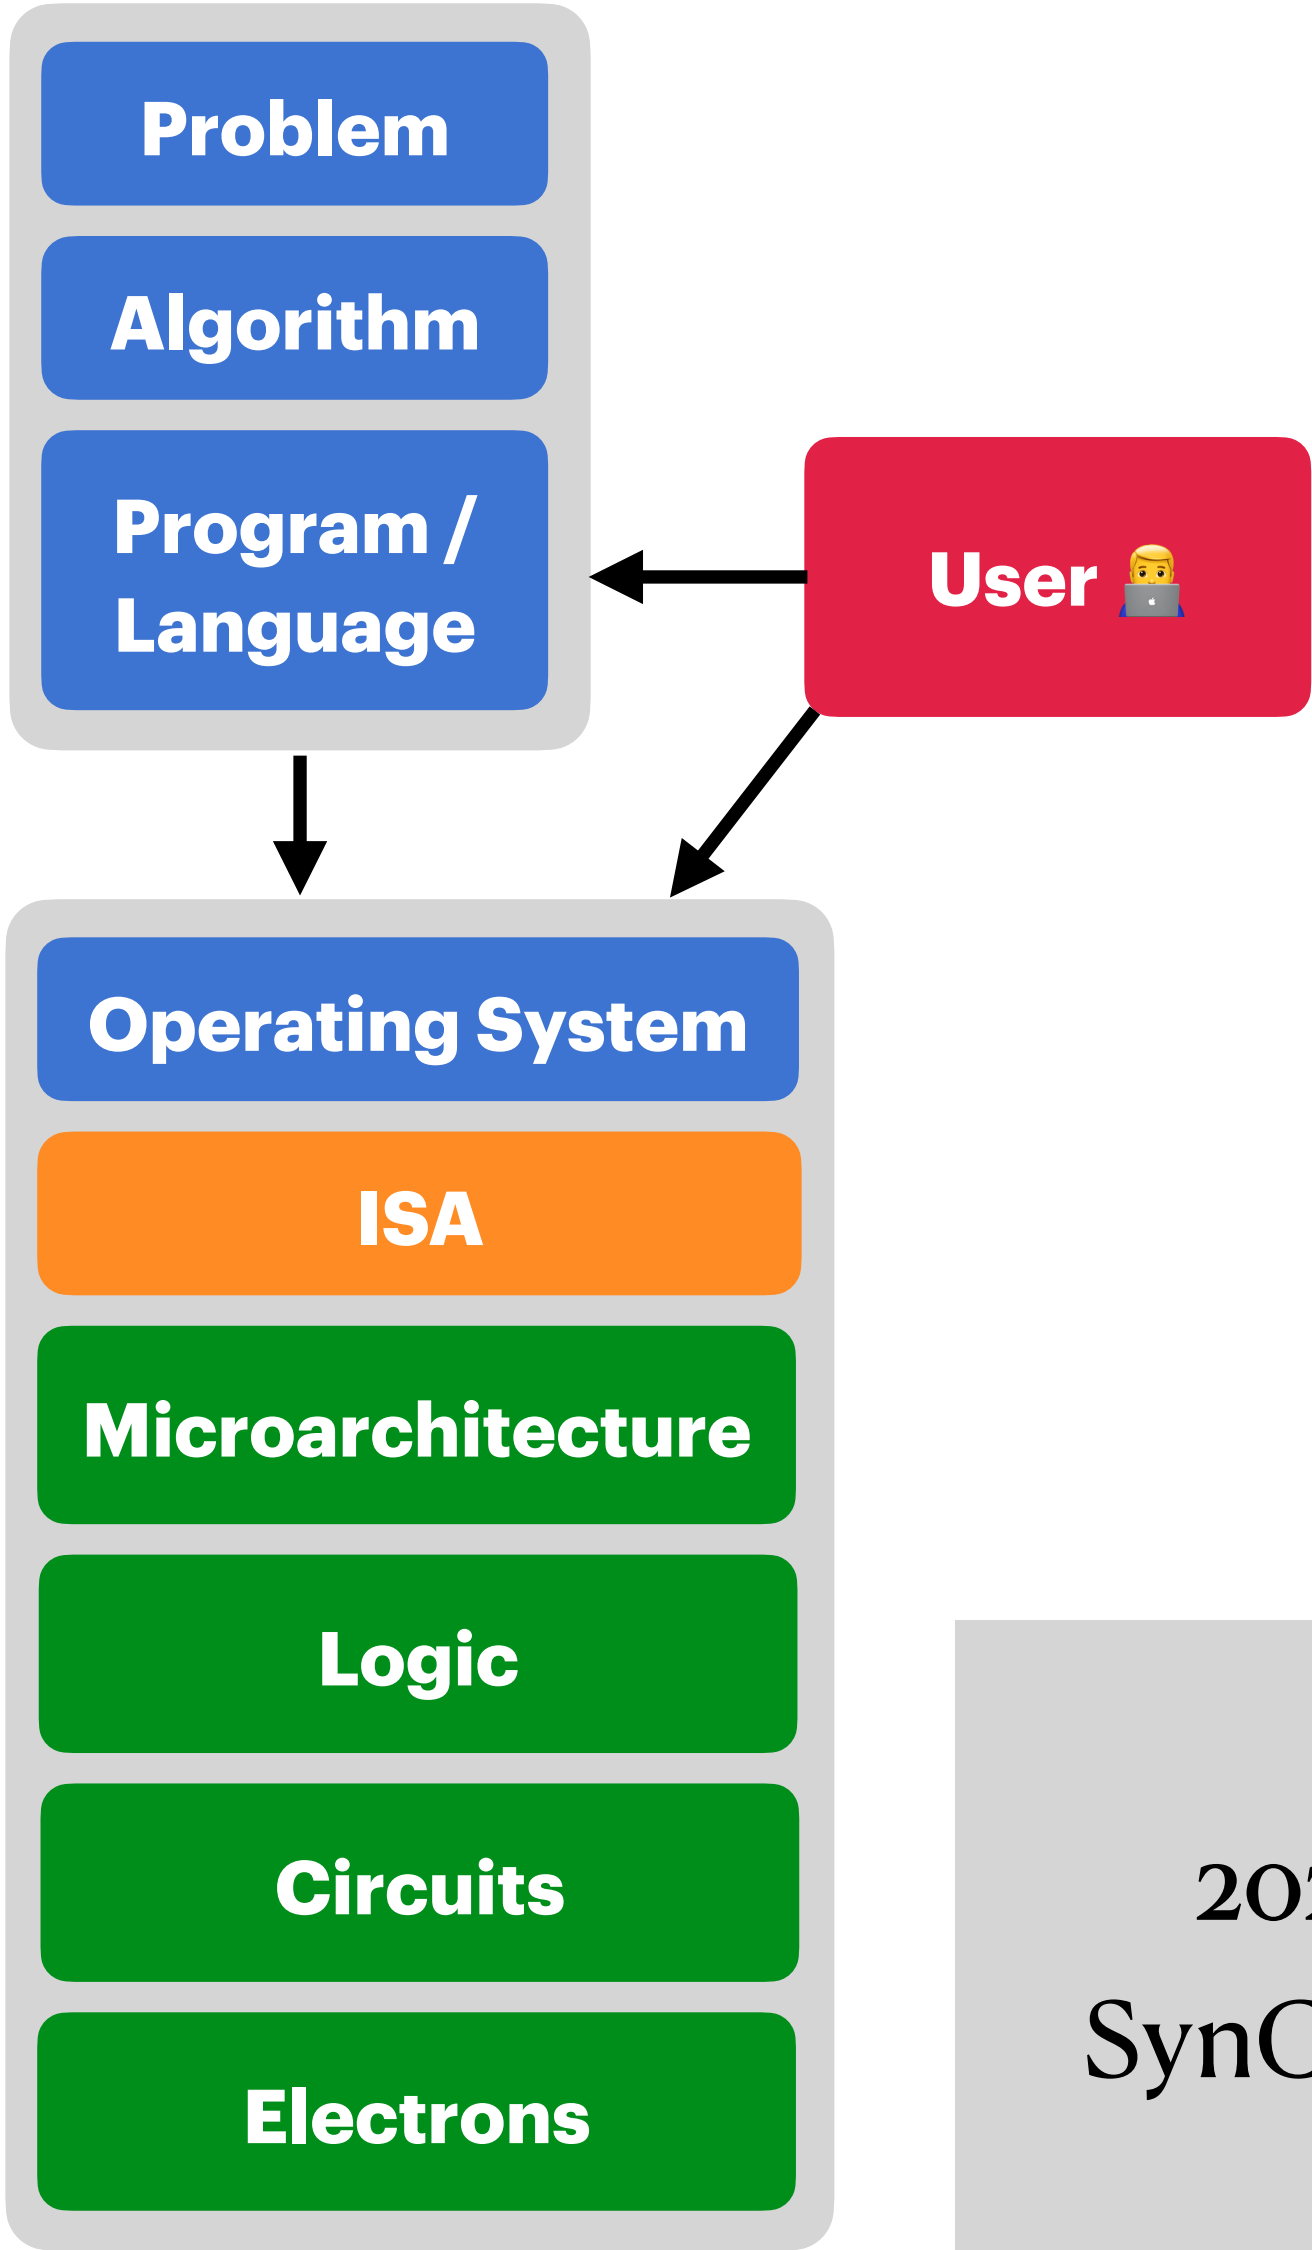 Problem
Algorithm
Program /
Language
User
Operating System
ISA
Microarchitecture
Logic
Circuits
Electrons